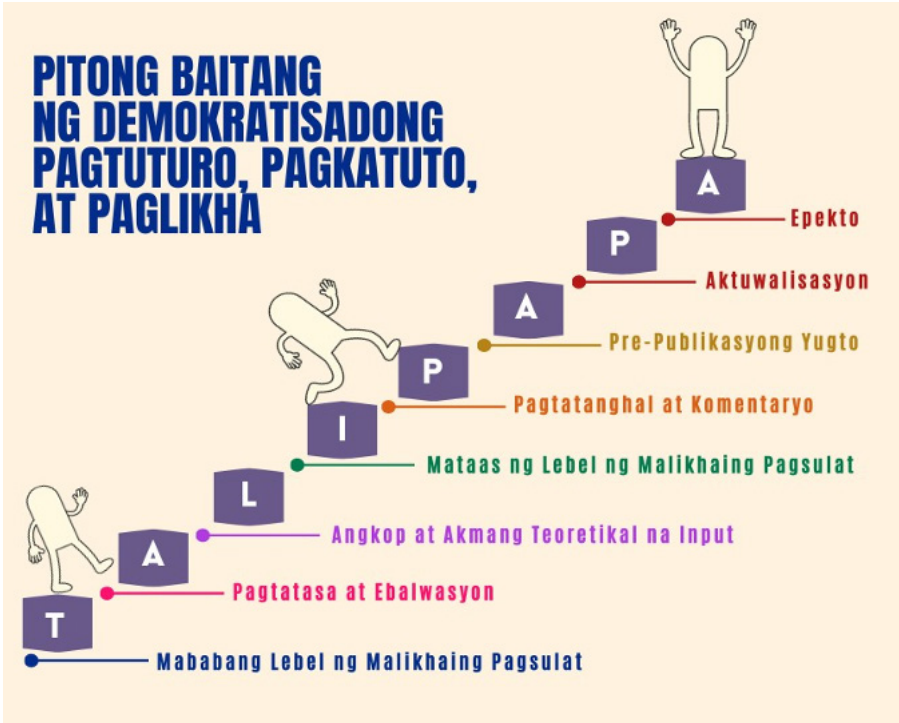 PITONG BAITANG
NG DEMOKRATISADONG
PAGTUTURO, PAGKATUTO,
AT PAGLIKHA
A
Epekto
P
Aktuwalisasyon
A
Pre-Publikasyong Yugto
P
Pagtatanghal at Komentaryo
I
Mataas ng Lebel ng Malikhaing Pagsulat
L
Angkop at Akmang Teoretikal na Input
A
Pagtatasa at Ebalwasyon
T
Mababang Lebel ng Malikhaing Pagsulat